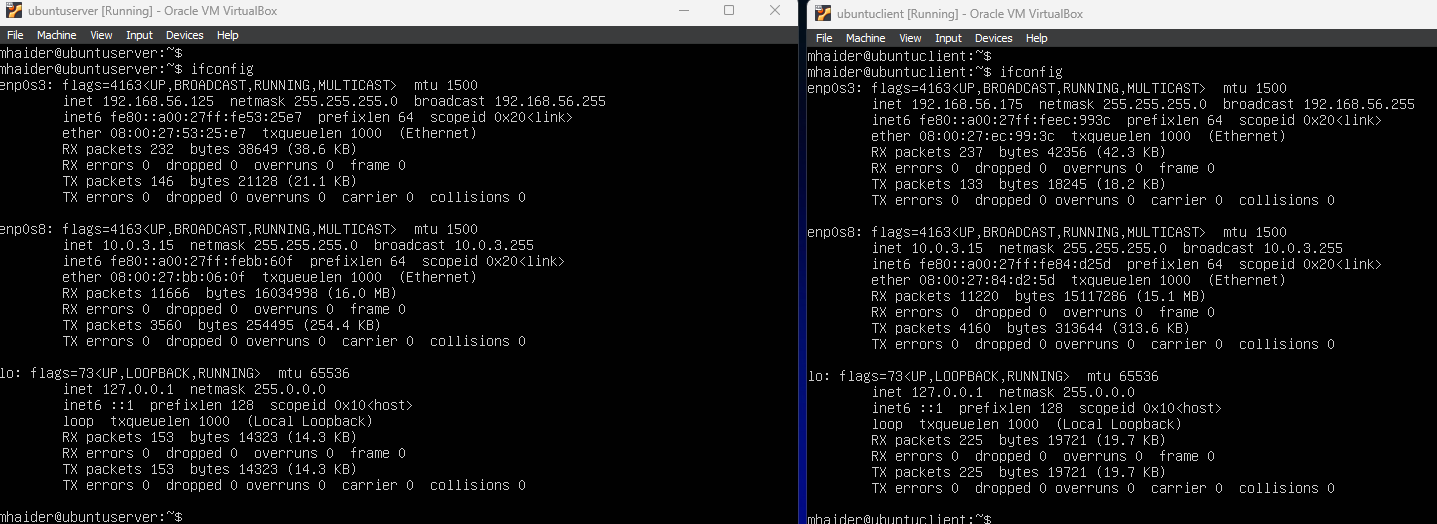 ubuntuserver [Running] - Oracle VM VirtualBox
File Machine View Input Devices Help
mhaider@ubuntuserver:~$
mhaider@ubuntuserver:~$ ifconfig
enp0s3: flags=4163<UP,BROADCAST,RUNNING,MULTICAST>  mtu 1500
        inet 192.168.56.125  netmask 255.255.255.0  broadcast 192.168.56.255
        inet6 fe80::a00:27ff:fe53:25e7  prefixlen 64  scopeid 0x20<link>
        ether 08:00:27:53:25:e7  txqueuelen 1000  (Ethernet)
        RX packets 232  bytes 38649 (38.6 KB)
        RX errors 0  dropped 0  overruns 0  frame 0
        TX packets 146  bytes 21128 (21.1 KB)
        TX errors 0  dropped 0 overruns 0  carrier 0  collisions 0
enp0s8: flags=4163<UP,BROADCAST,RUNNING,MULTICAST>  mtu 1500
        inet 10.0.3.15  netmask 255.255.255.0  broadcast 10.0.3.255
        inet6 fe80::a00:27ff:febb:60f  prefixlen 64  scopeid 0x20<link>
        ether 08:00:27:bb:06:0f  txqueuelen 1000  (Ethernet)
        RX packets 11666  bytes 16034998 (16.0 MB)
        RX errors 0  dropped 0  overruns 0  frame 0
        TX packets 3560  bytes 254495 (254.4 KB)
        TX errors 0  dropped 0 overruns 0  carrier 0  collisions 0
lo: flags=73<UP,LOOPBACK,RUNNING>  mtu 65536
        inet 127.0.0.1  netmask 255.0.0.0
        inet6 ::1  prefixlen 128  scopeid 0x10<host>
        loop  txqueuelen 1000  (Local Loopback)
        RX packets 153  bytes 14323 (14.3 KB)
        RX errors 0  dropped 0  overruns 0  frame 0
        TX packets 153  bytes 14323 (14.3 KB)
        TX errors 0  dropped 0 overruns 0  carrier 0  collisions 0
mhaider@ubuntuserver:~$
ubuntuclient [Running] - Oracle VM VirtualBox
File Machine View Input Devices Help
mhaider@ubuntuclient:~$
mhaider@ubuntuclient:~$ ifconfig
enp0s3: flags=4163<UP,BROADCAST,RUNNING,MULTICAST>  mtu 1500
        inet 192.168.56.175  netmask 255.255.255.0  broadcast 192.168.56.255
        inet6 fe80::a00:27ff:feec:993c  prefixlen 64  scopeid 0x20<link>
        ether 08:00:27:ec:99:3c  txqueuelen 1000  (Ethernet)
        RX packets 237  bytes 42356 (42.3 KB)
        RX errors 0  dropped 0  overruns 0  frame 0
        TX packets 133  bytes 18245 (18.2 KB)
        TX errors 0  dropped 0 overruns 0  carrier 0  collisions 0
enp0s8: flags=4163<UP,BROADCAST,RUNNING,MULTICAST>  mtu 1500
        inet 10.0.3.15  netmask 255.255.255.0  broadcast 10.0.3.255
        inet6 fe80::a00:27ff:fe84:d25d  prefixlen 64  scopeid 0x20<link>
        ether 08:00:27:84:d2:5d  txqueuelen 1000  (Ethernet)
        RX packets 11220  bytes 15117286 (15.1 MB)
        RX errors 0  dropped 0  overruns 0  frame 0
        TX packets 4160  bytes 313644 (313.6 KB)
        TX errors 0  dropped 0 overruns 0  carrier 0  collisions 0
lo: flags=73<UP,LOOPBACK,RUNNING>  mtu 65536
        inet 127.0.0.1  netmask 255.0.0.0
        inet6 ::1  prefixlen 128  scopeid 0x10<host>
        loop  txqueuelen 1000  (Local Loopback)
        RX packets 225  bytes 19721 (19.7 KB)
        RX errors 0  dropped 0  overruns 0  frame 0
        TX packets 225  bytes 19721 (19.7 KB)
        TX errors 0  dropped 0 overruns 0  carrier 0  collisions 0
mhaider@ubuntuclient:~$